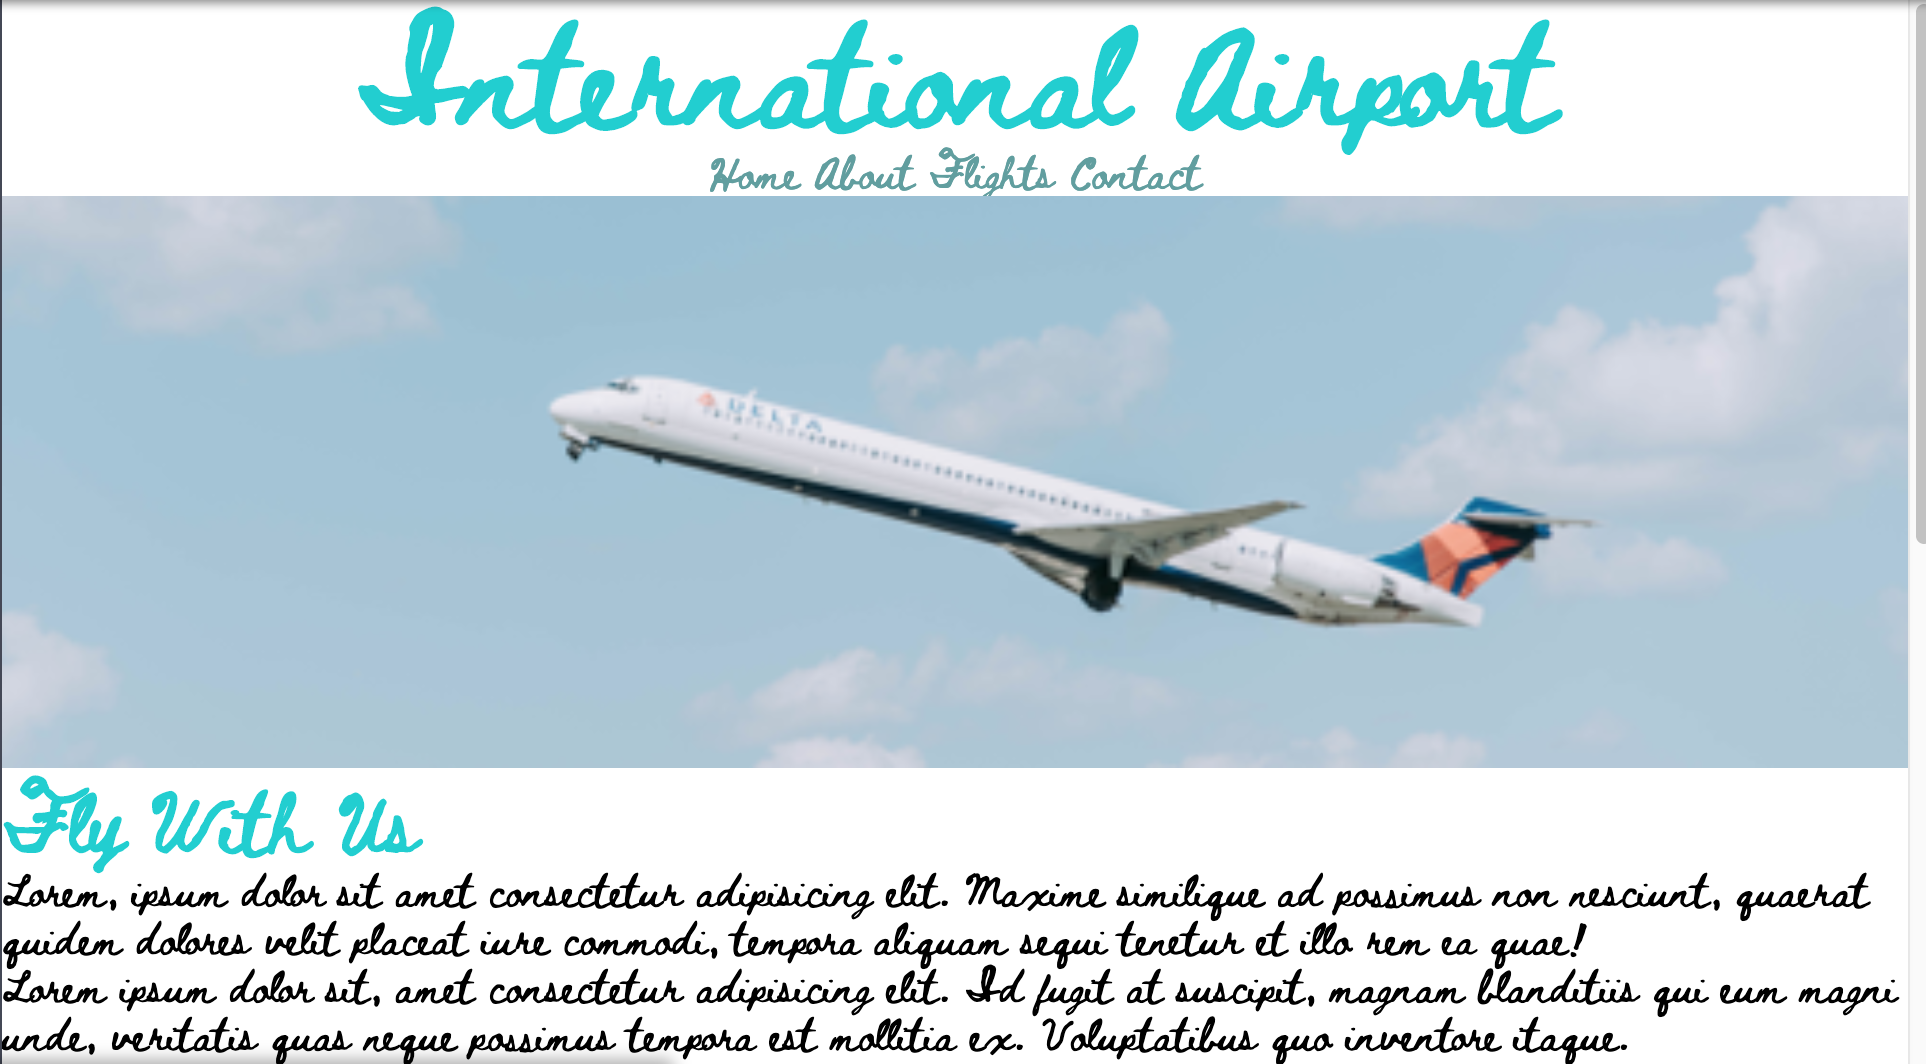 International Airport
Home About Flights Contact
DELTA
Fly With Us
Lorem, ipsum dolor sit amet consectetur adipisicing elit. Maxime similique ad possimus non nesciunt, quaerat
quidem dolores velit placeat iure commodi, tempora aliquam sequi tenetur et illo rem ea quae!
Lorem ipsum dolor sit, amet consectetur adipisicing elit. Id fugit at suscipit, magnam blanditiis qui eum magni
unde, veritatis quas neque possimus tempora est mollitia ex. Voluptatibus quo inventore itaque.